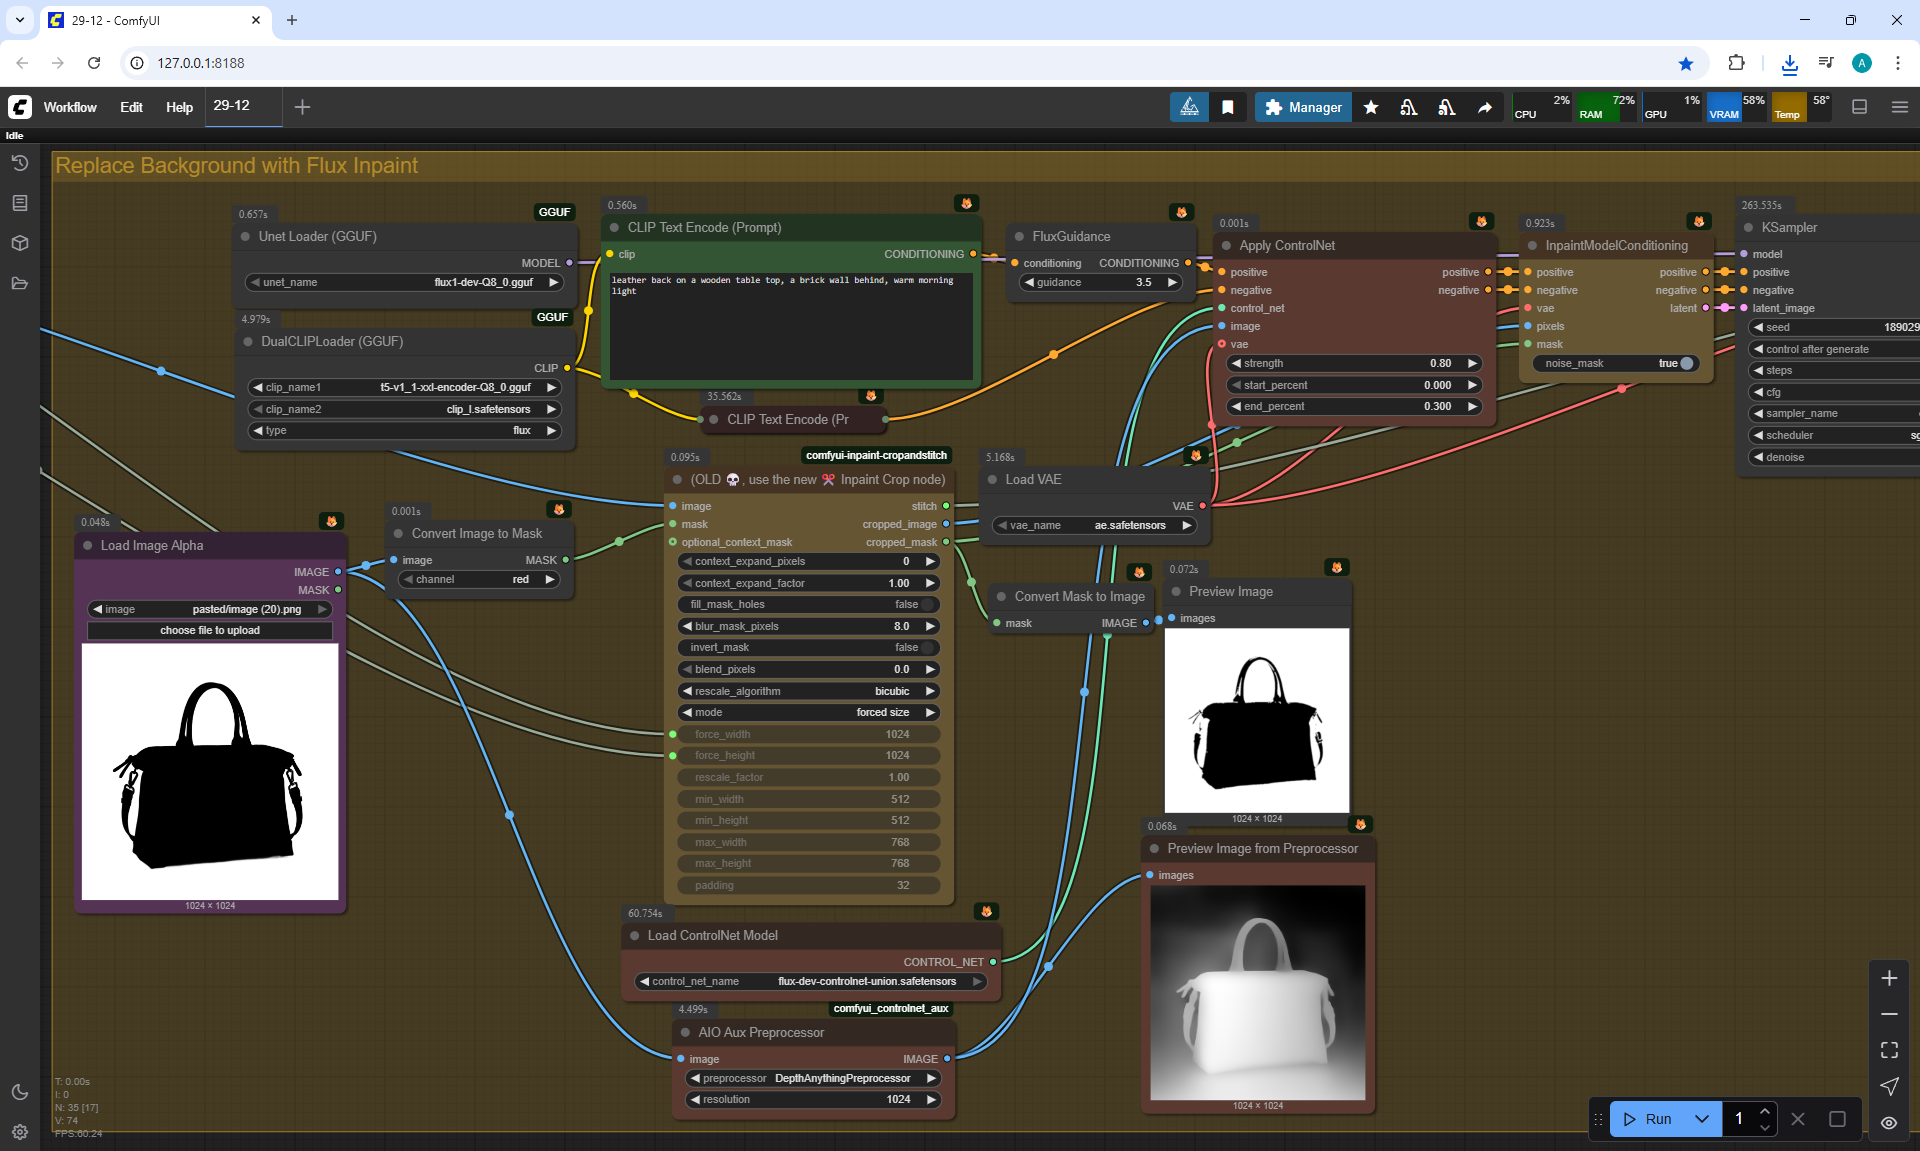 29-12 - ComfyUI
127.0.0.1:8188
A
Workflow
Edit
Help
29-12
Manager
CPU 2%
RAM 72%
GPU 1%
VRAM 58%
Temp 58°
Idle
Replace Background with Flux Inpaint
0.657s
GGUF
Unet Loader (GGUF)
MODEL
unet_name flux1-dev-Q8_0.gguf
4.979s
GGUF
DualCLIPLoader (GGUF)
CLIP
clip_name1 t5-v1_1-xxl-encoder-Q8_0.gguf
clip_name2 clip_l.safetensors
type flux
0.560s
CLIP Text Encode (Prompt)
clip CONDITIONING
leather back on a wooden table top, a brick wall behind, warm morning
light
35.562s
CLIP Text Encode (Pr
FluxGuidance
conditioning CONDITIONING
guidance 3.5
0.001s
Apply ControlNet
positive positive
negative negative
control_net
image
vae
strength 0.80
start_percent 0.000
end_percent 0.300
0.923s
InpaintModelConditioning
positive positive
negative negative
vae latent
pixels
mask
noise_mask true
263.535s
KSampler
model
positive
negative
latent_image
seed 189029
control after generate
steps
cfg
sampler_name
scheduler sg
denoise
0.048s
Load Image Alpha
IMAGE
MASK
image pasted/image (20).png
choose file to upload
1024 × 1024
0.001s
Convert Image to Mask
image MASK
channel red
0.095s
comfyui-inpaint-cropandstitch
(OLD 💀, use the new ✂️ Inpaint Crop node)
image stitch
mask cropped_image
optional_context_mask cropped_mask
context_expand_pixels 0
context_expand_factor 1.00
fill_mask_holes false
blur_mask_pixels 8.0
invert_mask false
blend_pixels 0.0
rescale_algorithm bicubic
mode forced size
force_width 1024
force_height 1024
rescale_factor 1.00
min_width 512
min_height 512
max_width 768
max_height 768
padding 32
5.168s
Load VAE
VAE
vae_name ae.safetensors
Convert Mask to Image
mask IMAGE
0.072s
Preview Image
images
1024 × 1024
0.068s
Preview Image from Preprocessor
images
1024 × 1024
60.754s
Load ControlNet Model
CONTROL_NET
control_net_name flux-dev-controlnet-union.safetensors
4.499s
comfyui_controlnet_aux
AIO Aux Preprocessor
image IMAGE
preprocessor DepthAnythingPreprocessor
resolution 1024
T: 0.00s
I: 0
N: 35 [17]
V: 74
FPS:60.24
Run
1